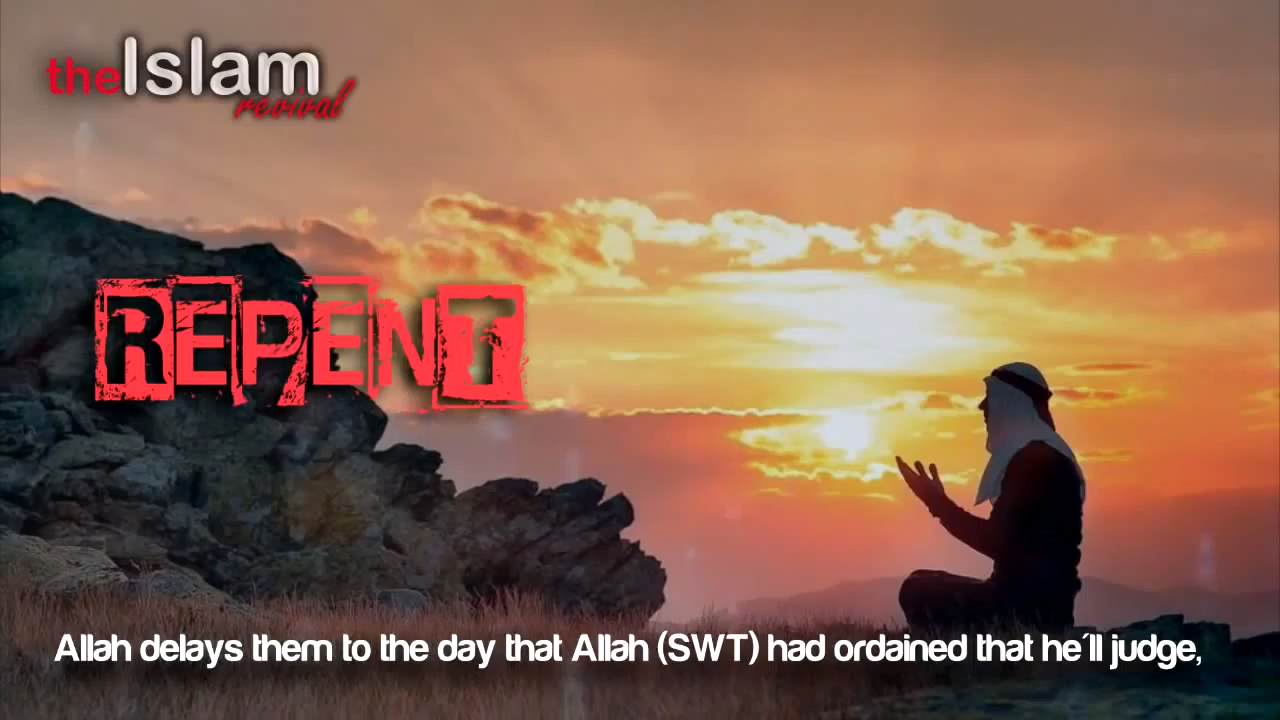 theIslam
revival
REPENT
Allah delays them to the day that Allah (SWT) had ordained that he'll judge,